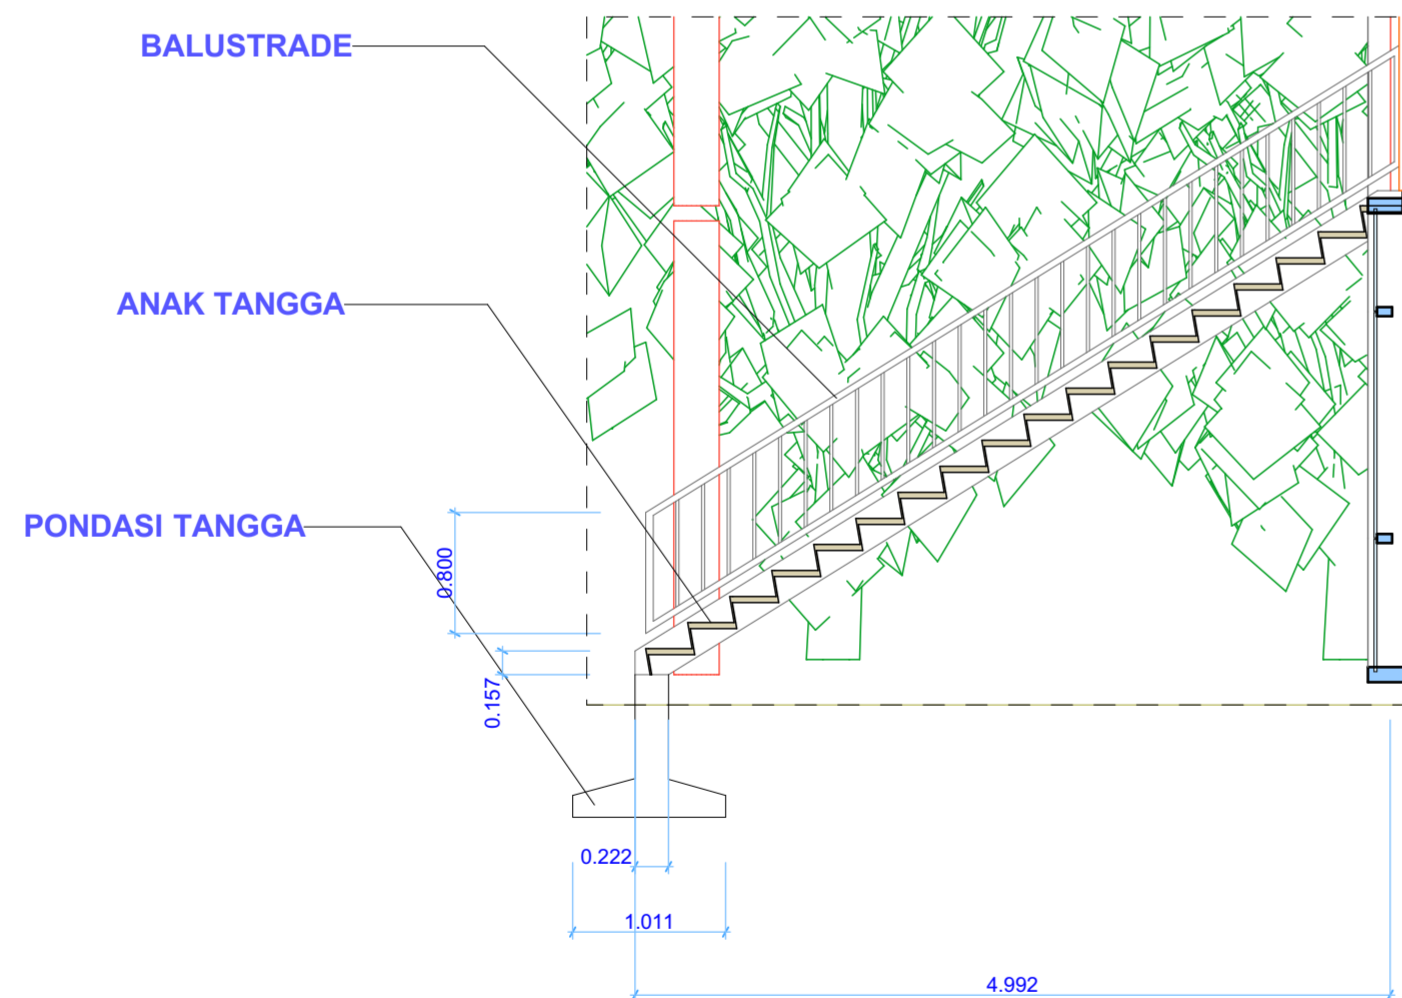 BALUSTRADE
ANAK TANGGA
PONDASI TANGGA
0.800
0.157
0.222
1.011
4.992